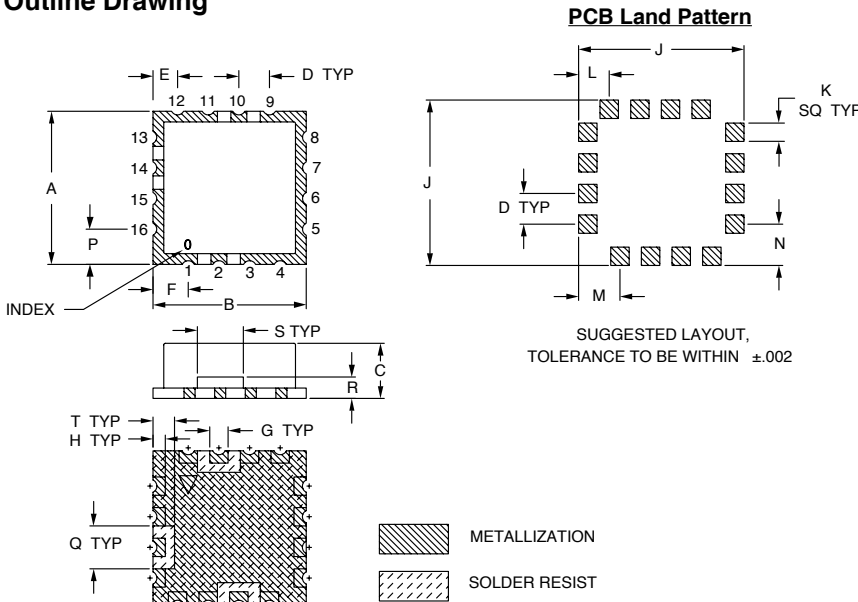 Outline Drawing
PCB Land Pattern
E
D TYP
12 11 10 9
13
14
15
16
8
7
6
5
A
P
0
1 2 3 4
F
B
INDEX
J
L
K
SQ TYP
J
D TYP
N
M
SUGGESTED LAYOUT,
TOLERANCE TO BE WITHIN ±.002
S TYP
C
R
T TYP
H TYP
G TYP
Q TYP
METALLIZATION
SOLDER RESIST